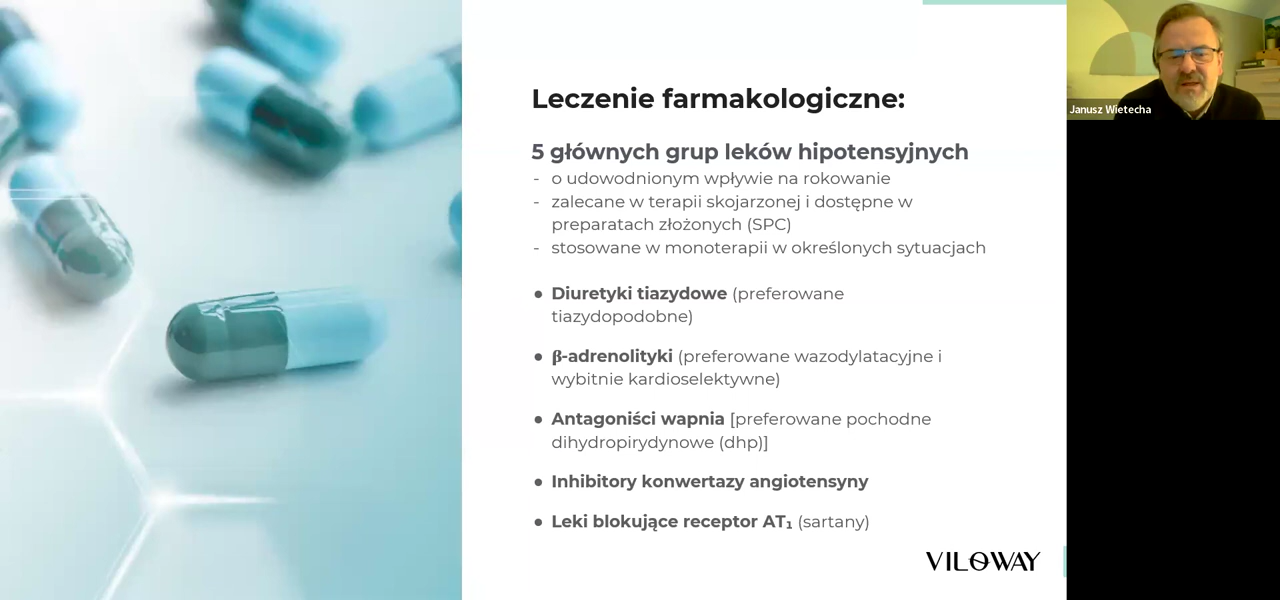 Leczenie farmakologiczne:
5 głównych grup leków hipotensyjnych
- o udowodnionym wpływie na rokowanie
- zalecane w terapii skojarzonej i dostępne w
preparatach złożonych (SPC)
- stosowane w monoterapii w określonych sytuacjach
● Diuretyki tiazydowe (preferowane
tiazydopodobne)
● β-adrenolityki (preferowane wazodylatacyjne i
wybitnie kardioselektywne)
● Antagoniści wapnia [preferowane pochodne
dihydropirydynowe (dhp)]
● Inhibitory konwertazy angiotensyny
● Leki blokujące receptor AT₁ (sartany)
VILOWAY
Janusz Wietecha